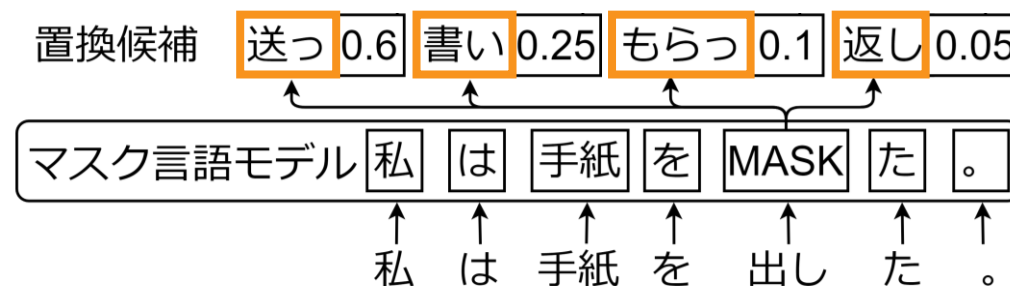 置換候補 送っ 0.6 書い 0.25 もらっ 0.1 返し 0.05
マスク言語モデル 私 は 手紙 を MASK た 。
私 は 手紙 を 出し た 。